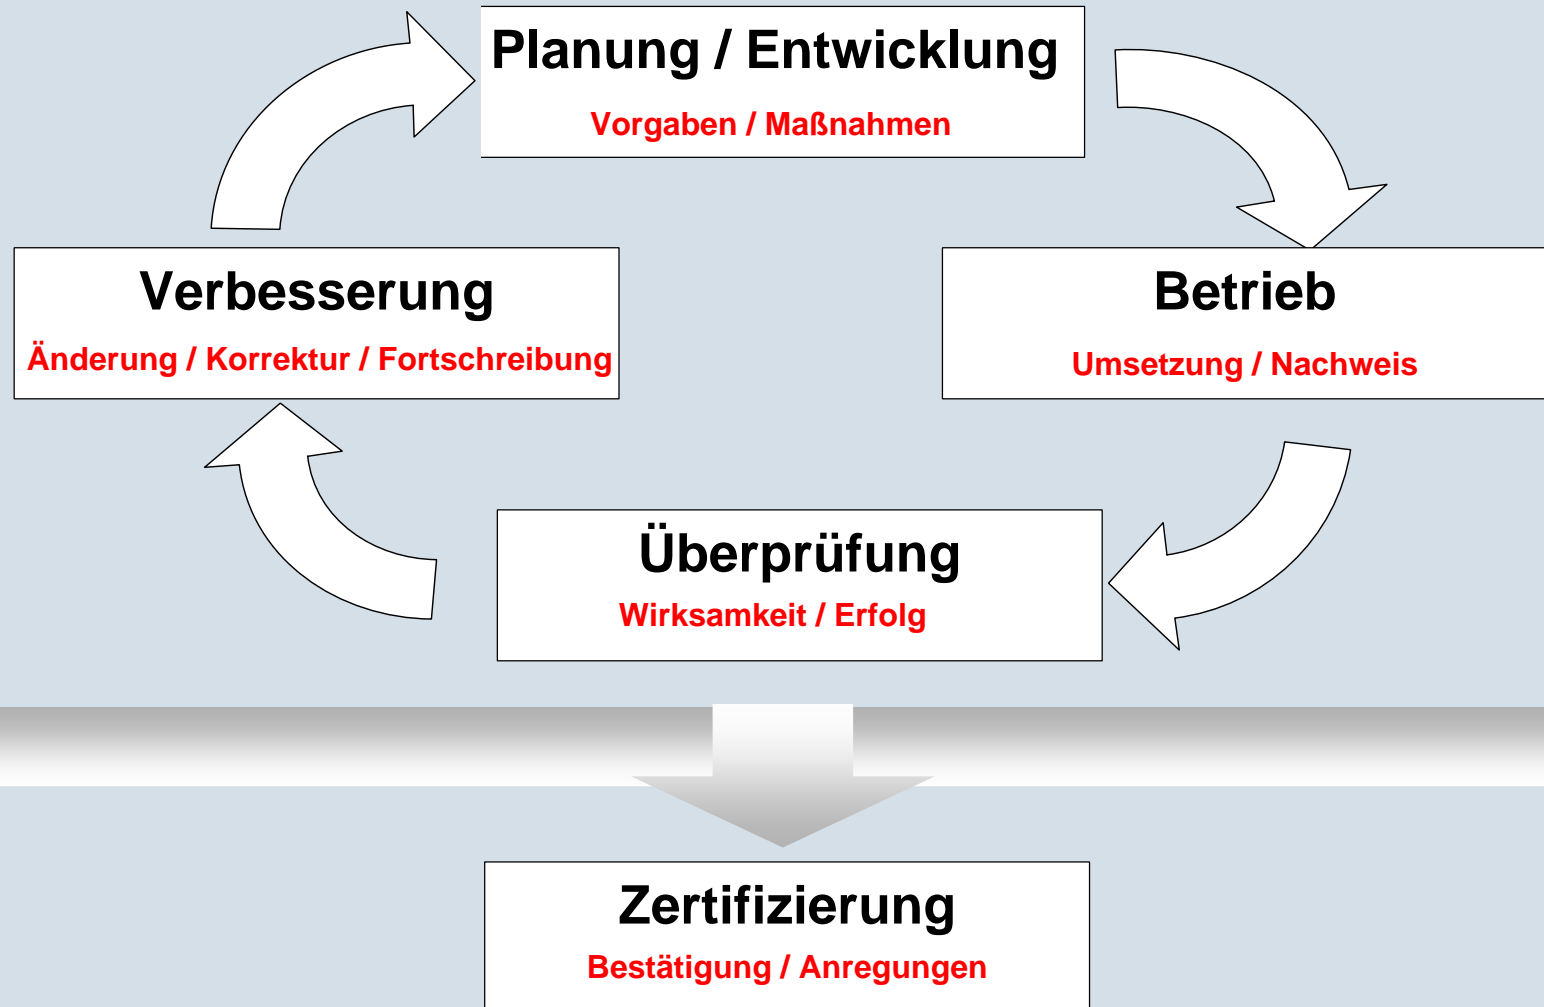 Planung / Entwicklung
Vorgaben / Maßnahmen
Verbesserung
Änderung / Korrektur / Fortschreibung
Betrieb
Umsetzung / Nachweis
Überprüfung
Wirksamkeit / Erfolg
Zertifizierung
Bestätigung / Anregungen